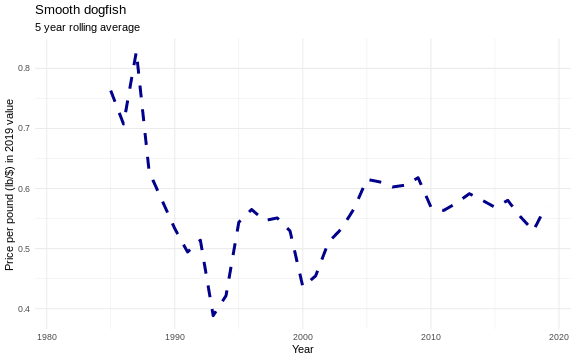 Smooth dogfish
5 year rolling average
Price per pound (lb/$) in 2019 value
0.8
0.7
0.6
0.5
0.4
1980 1990 2000 2010 2020
Year